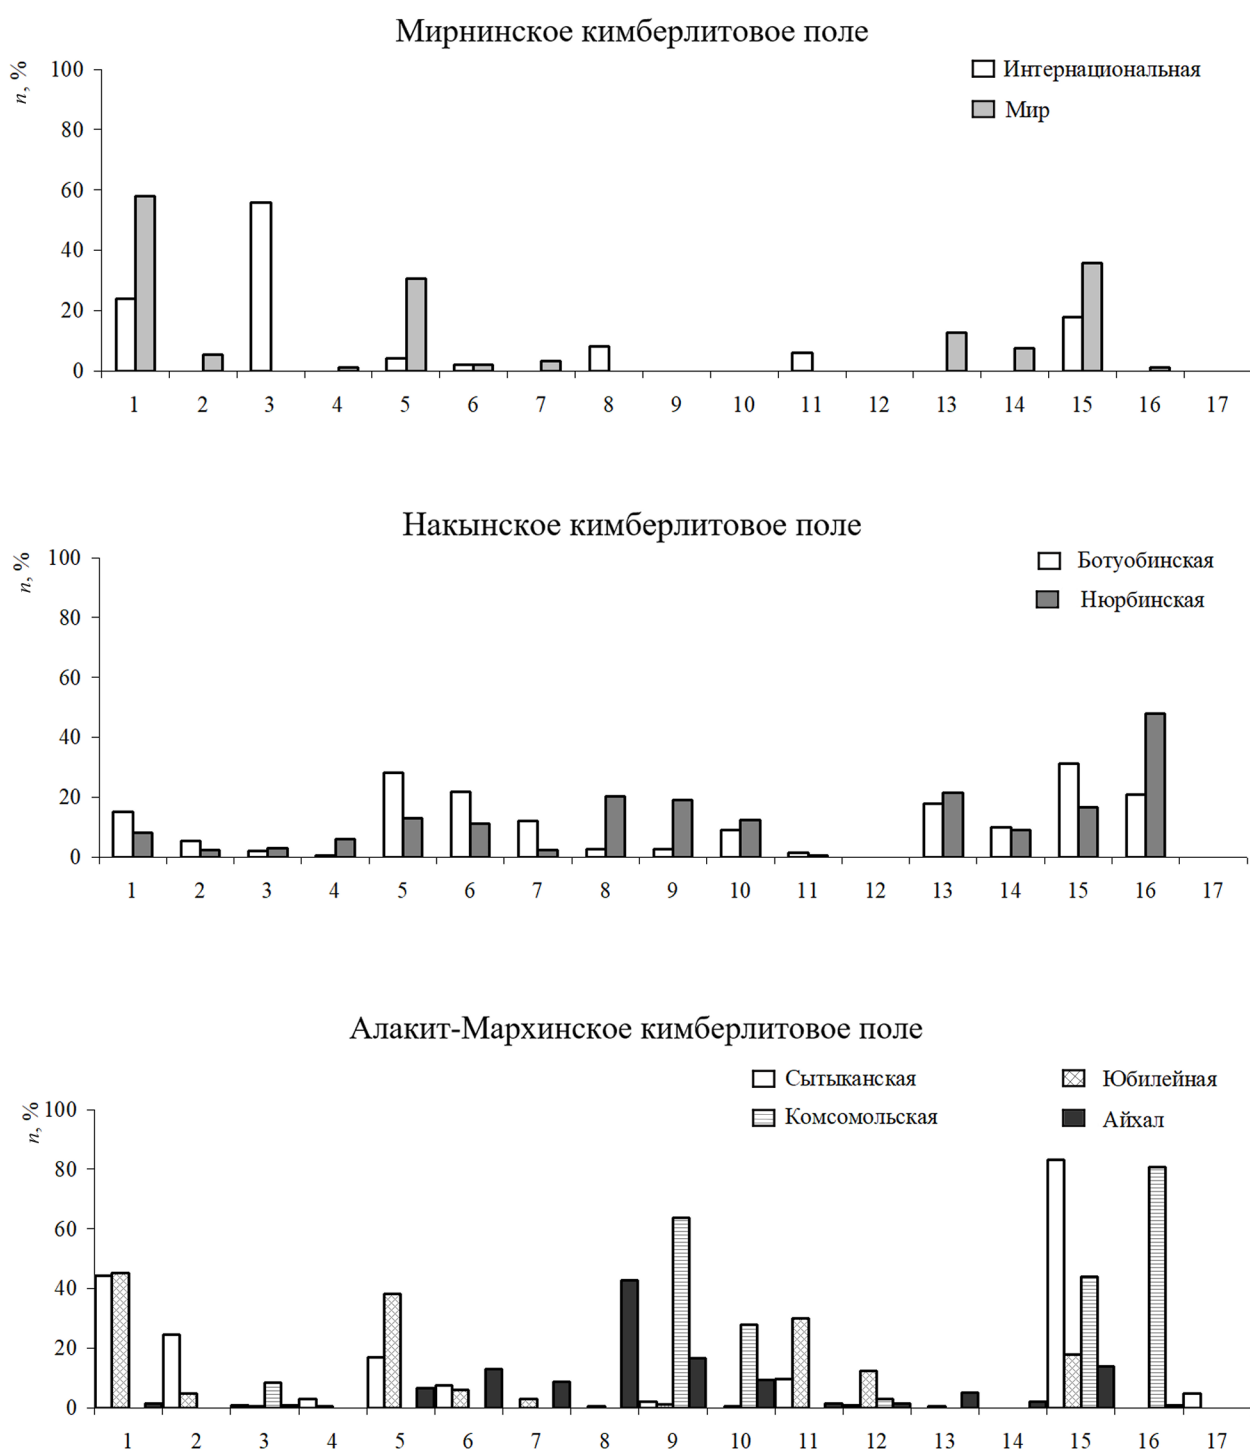 Мирнинское кимберлитовое поле
n, %
100
80
60
40
20
0
Интернациональная
Мир
1 2 3 4 5 6 7 8 9 10 11 12 13 14 15 16 17
Накынское кимберлитовое поле
n, %
100
80
60
40
20
0
Ботуобинская
Нюрбинская
1 2 3 4 5 6 7 8 9 10 11 12 13 14 15 16 17
Алакит-Мархинское кимберлитовое поле
n, %
100
80
60
40
20
0
Сытыканская Юбилейная
Комсомольская Айхал
1 2 3 4 5 6 7 8 9 10 11 12 13 14 15 16 17